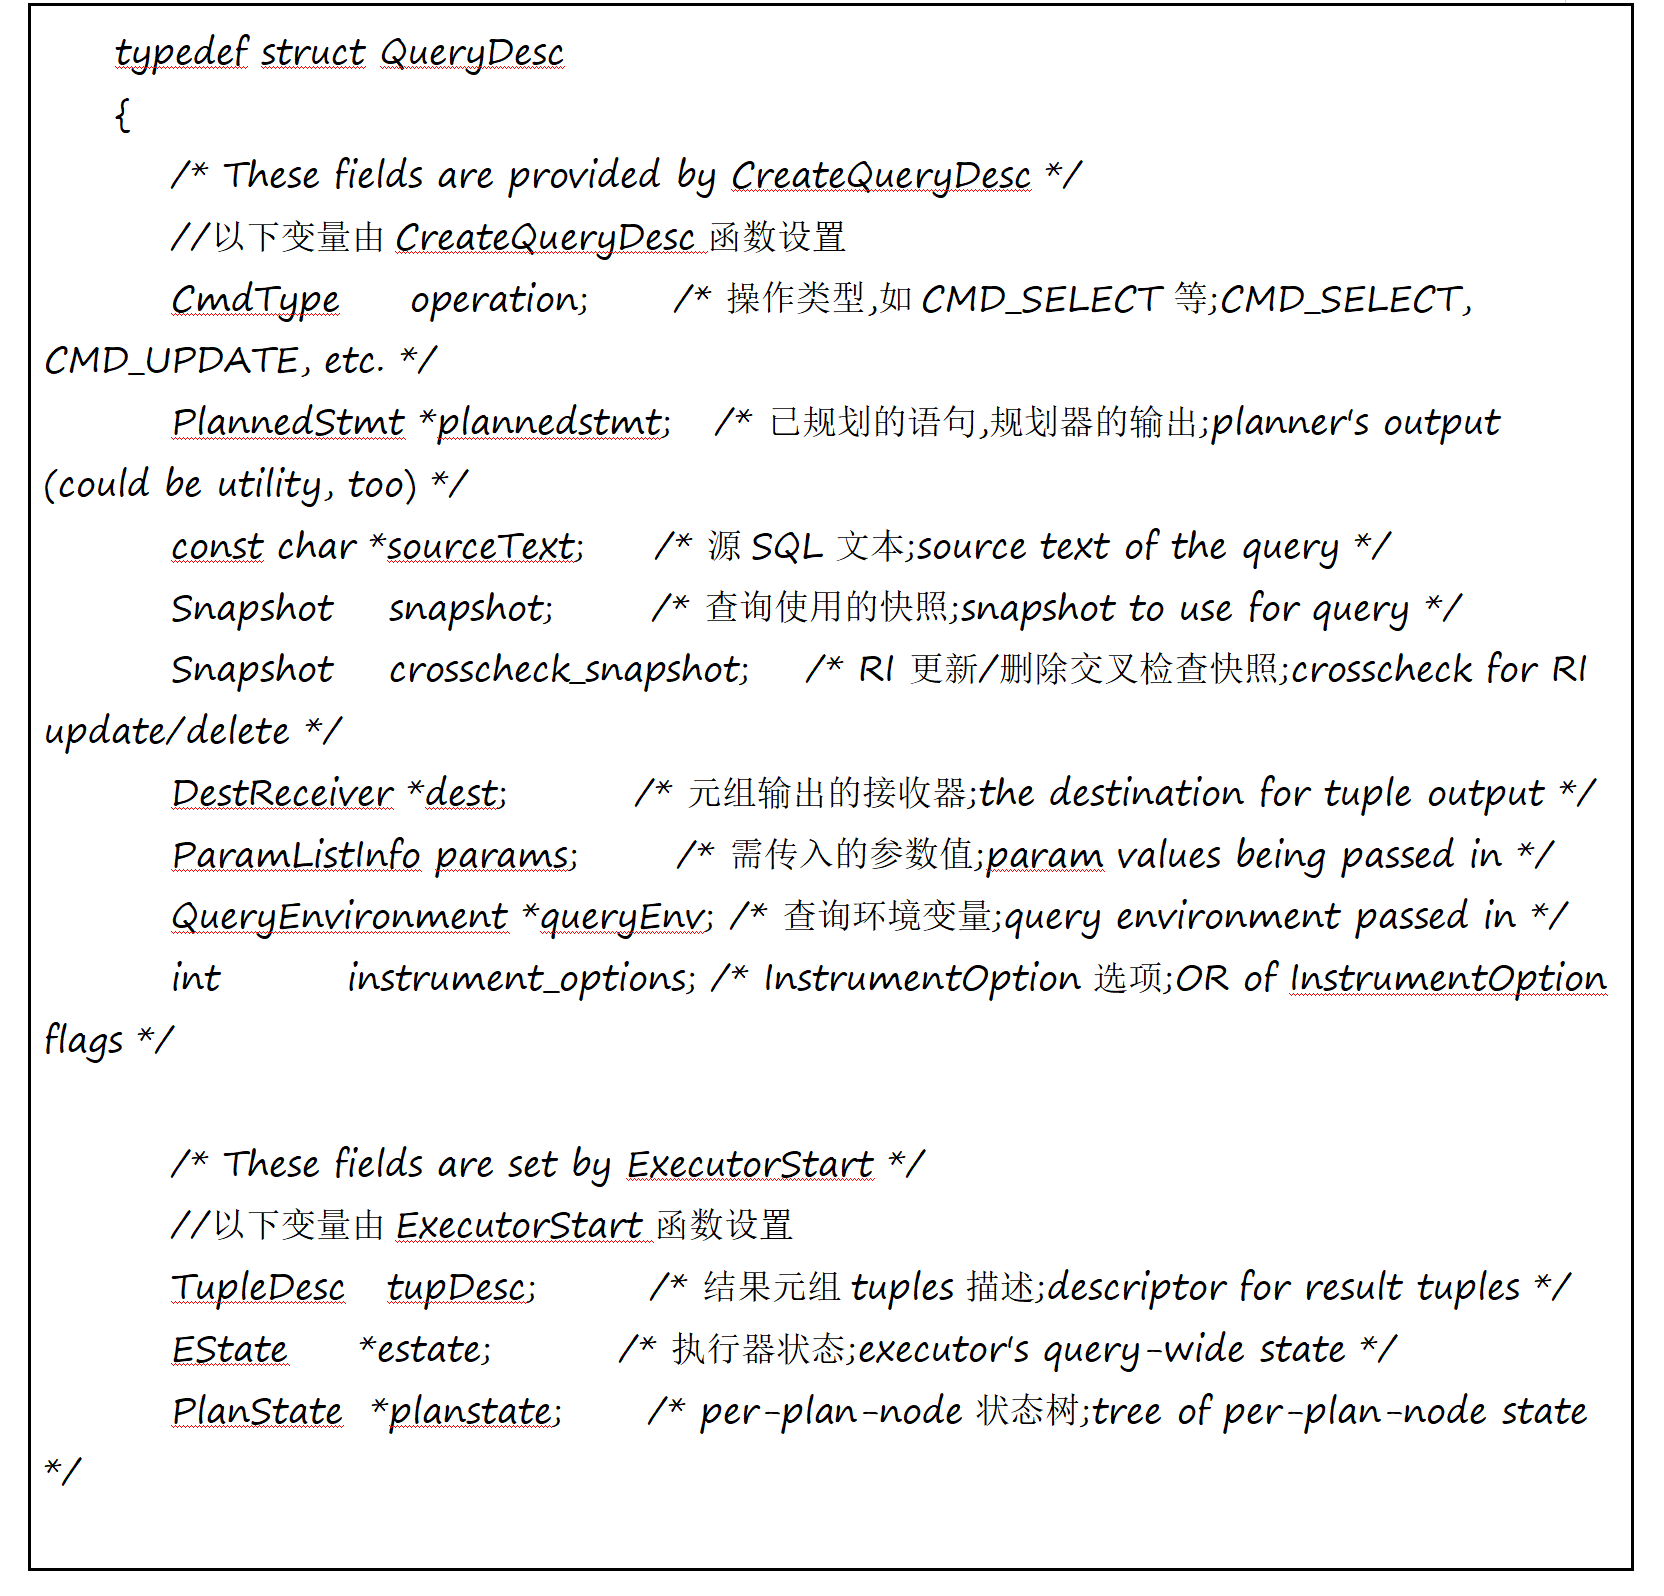 typedef struct QueryDesc
{
/* These fields are provided by CreateQueryDesc */
//以下变量由 CreateQueryDesc 函数设置
CmdType operation; /* 操作类型,如 CMD_SELECT 等;CMD_SELECT,
CMD_UPDATE, etc. */
PlannedStmt *plannedstmt; /* 已规划的语句,规划器的输出;planner's output
(could be utility, too) */
const char *sourceText; /* 源 SQL 文本;source text of the query */
Snapshot snapshot; /* 查询使用的快照;snapshot to use for query */
Snapshot crosscheck_snapshot; /* RI 更新/删除交叉检查快照;crosscheck for RI
update/delete */
DestReceiver *dest; /* 元组输出的接收器;the destination for tuple output */
ParamListInfo params; /* 需传入的参数值;param values being passed in */
QueryEnvironment *queryEnv; /* 查询环境变量;query environment passed in */
int instrument_options; /* InstrumentOption 选项;OR of InstrumentOption
flags */
/* These fields are set by ExecutorStart */
//以下变量由 ExecutorStart 函数设置
TupleDesc tupDesc; /* 结果元组 tuples 描述;descriptor for result tuples */
EState *estate; /* 执行器状态;executor's query-wide state */
PlanState *planstate; /* per-plan-node 状态树;tree of per-plan-node state
*/